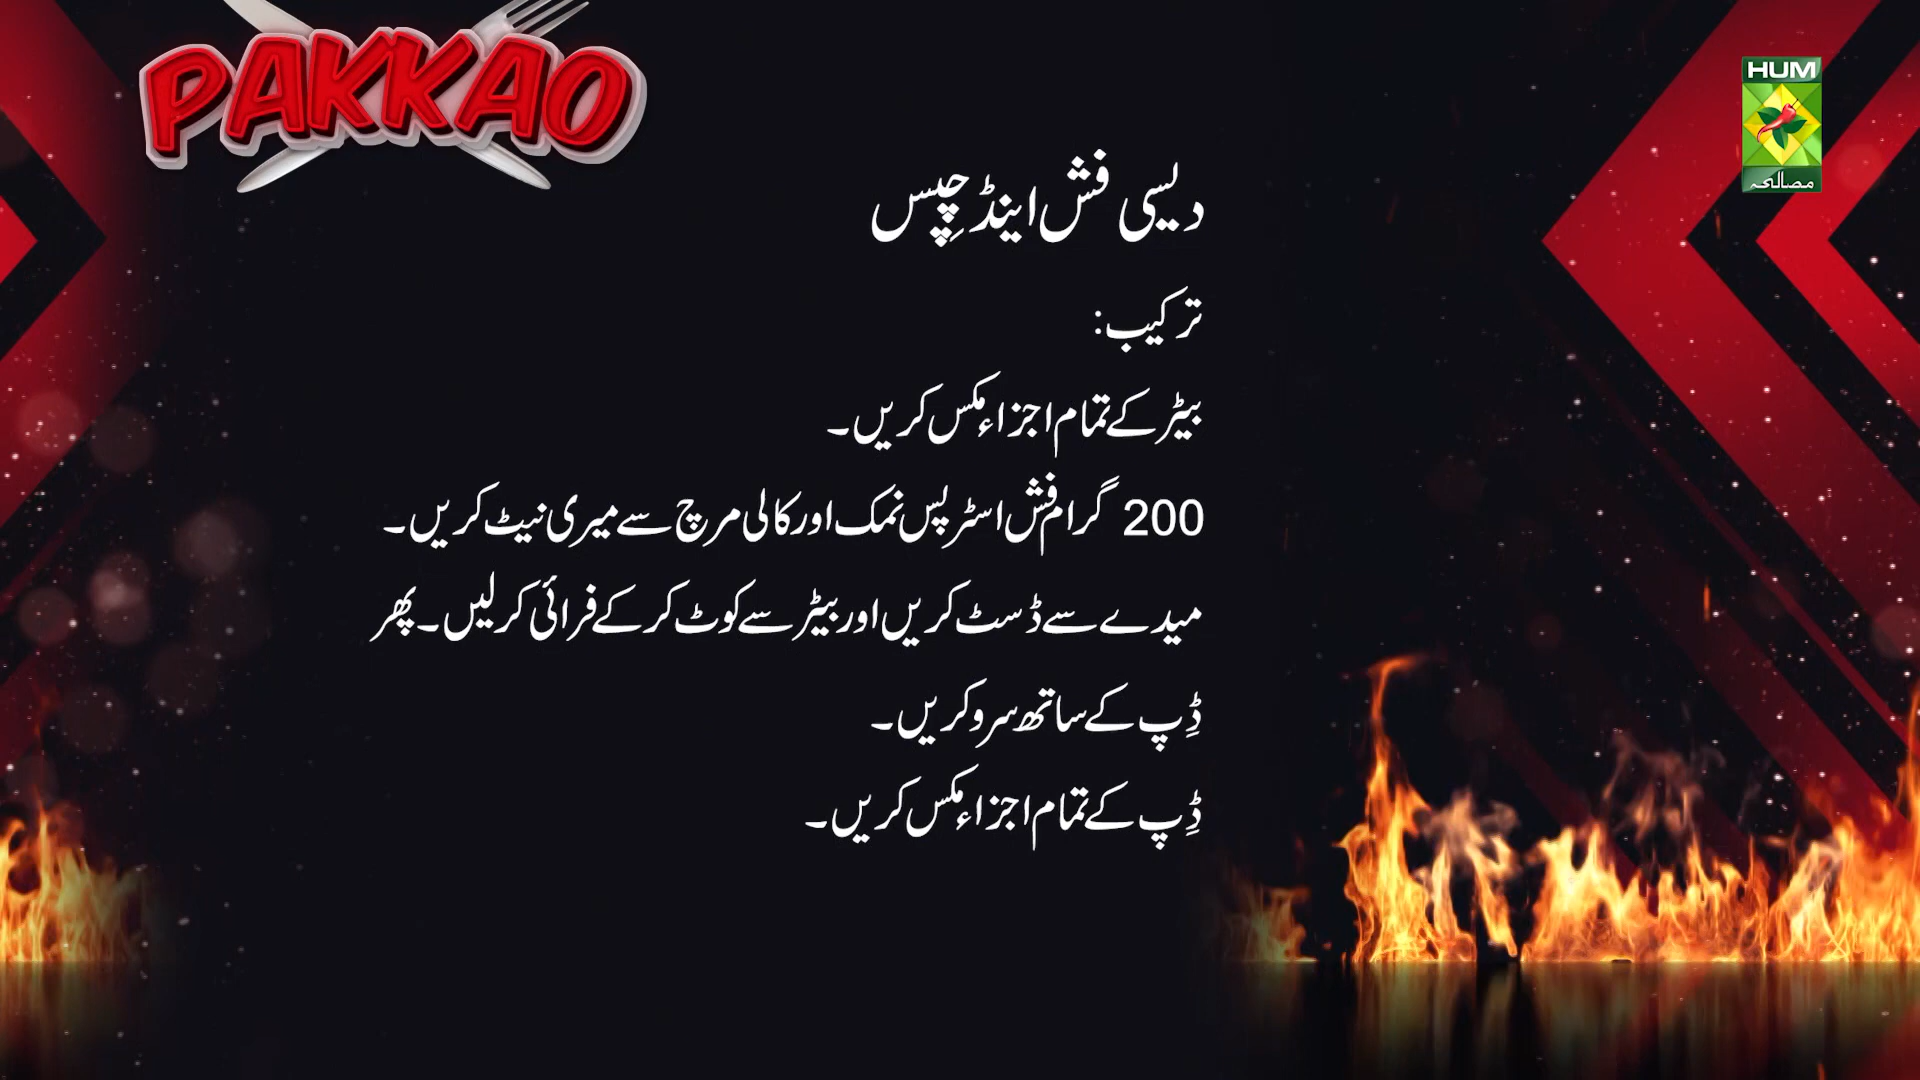 PAKKAO
HUM
مصالحہ
دیسی فش اینڈ چِپس
ترکیب:
بیٹر کے تمام اجزاء مکس کریں۔
200 گرام فش اسٹرپس نمک اور کالی مرچ سے میری نیٹ کریں۔
میدے سے ڈسٹ کریں اور بیٹر سے کوٹ کر کے فرائی کر لیں۔ پھر
ڈِپ کے ساتھ سرو کریں۔
ڈِپ کے تمام اجزاء مکس کریں۔